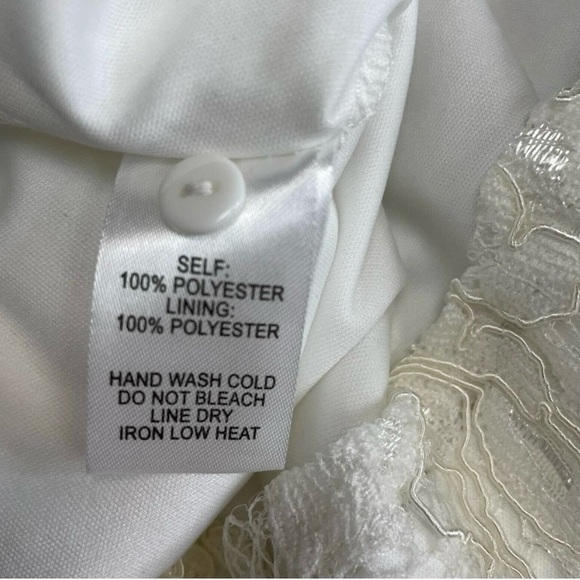 SELF:
100% POLYESTER
LINING:
100% POLYESTER
HAND WASH COLD
DO NOT BLEACH
LINE DRY
IRON LOW HEAT